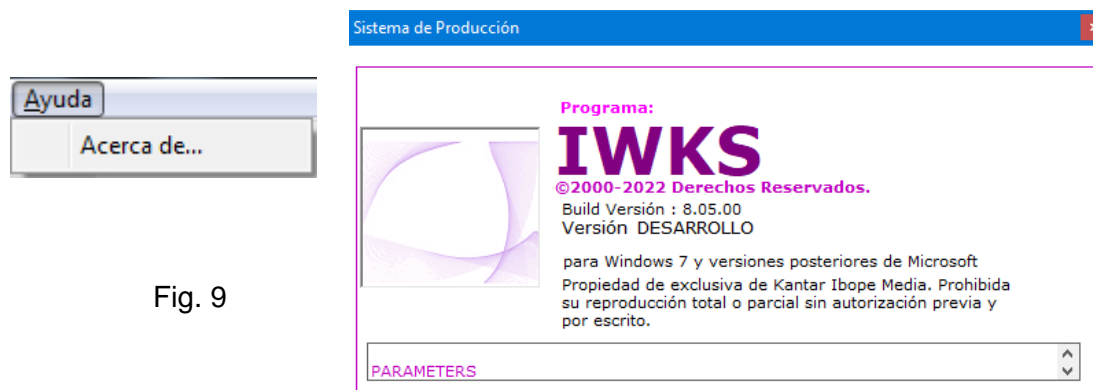 Ayuda
Acerca de...
Fig. 9
Sistema de Producción
Programa:
IWKS
©2000-2022 Derechos Reservados.
Build Versión : 8.05.00
Versión DESARROLLO
para Windows 7 y versiones posteriores de Microsoft
Propiedad de exclusiva de Kantar Ibope Media. Prohibida
su reproducción total o parcial sin autorización previa y
por escrito.
PARAMETERS